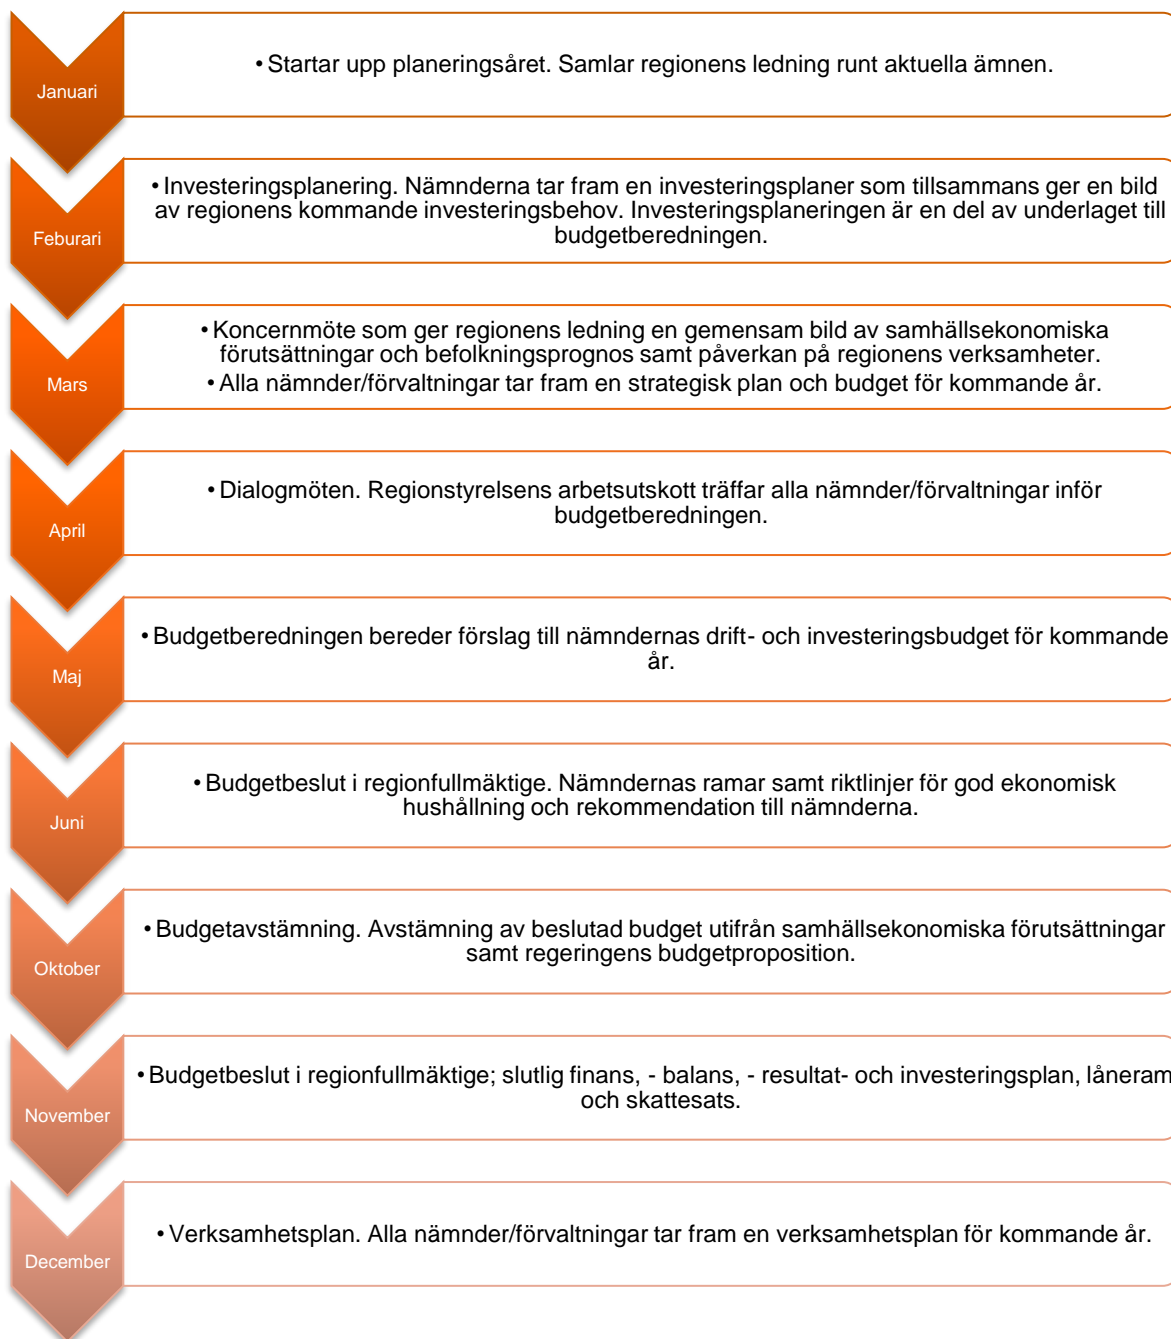 Januari
• Startar upp planeringsåret. Samlar regionens ledning runt aktuella ämnen.
Feburari
• Investeringsplanering. Nämnderna tar fram en investeringsplaner som tillsammans ger en bild
av regionens kommande investeringsbehov. Investeringsplaneringen är en del av underlaget till
budgetberedningen.
Mars
• Koncernmöte som ger regionens ledning en gemensam bild av samhällsekonomiska
förutsättningar och befolkningsprognos samt påverkan på regionens verksamheter.
• Alla nämnder/förvaltningar tar fram en strategisk plan och budget för kommande år.
April
• Dialogmöten. Regionstyrelsens arbetsutskott träffar alla nämnder/förvaltningar inför
budgetberedningen.
Maj
• Budgetberedningen bereder förslag till nämndernas drift- och investeringsbudget för kommande
år.
Juni
• Budgetbeslut i regionfullmäktige. Nämndernas ramar samt riktlinjer för god ekonomisk
hushållning och rekommendation till nämnderna.
Oktober
• Budgetavstämning. Avstämning av beslutad budget utifrån samhällsekonomiska förutsättningar
samt regeringens budgetproposition.
November
• Budgetbeslut i regionfullmäktige; slutlig finans, - balans, - resultat- och investeringsplan, låneram
och skattesats.
December
• Verksamhetsplan. Alla nämnder/förvaltningar tar fram en verksamhetsplan för kommande år.